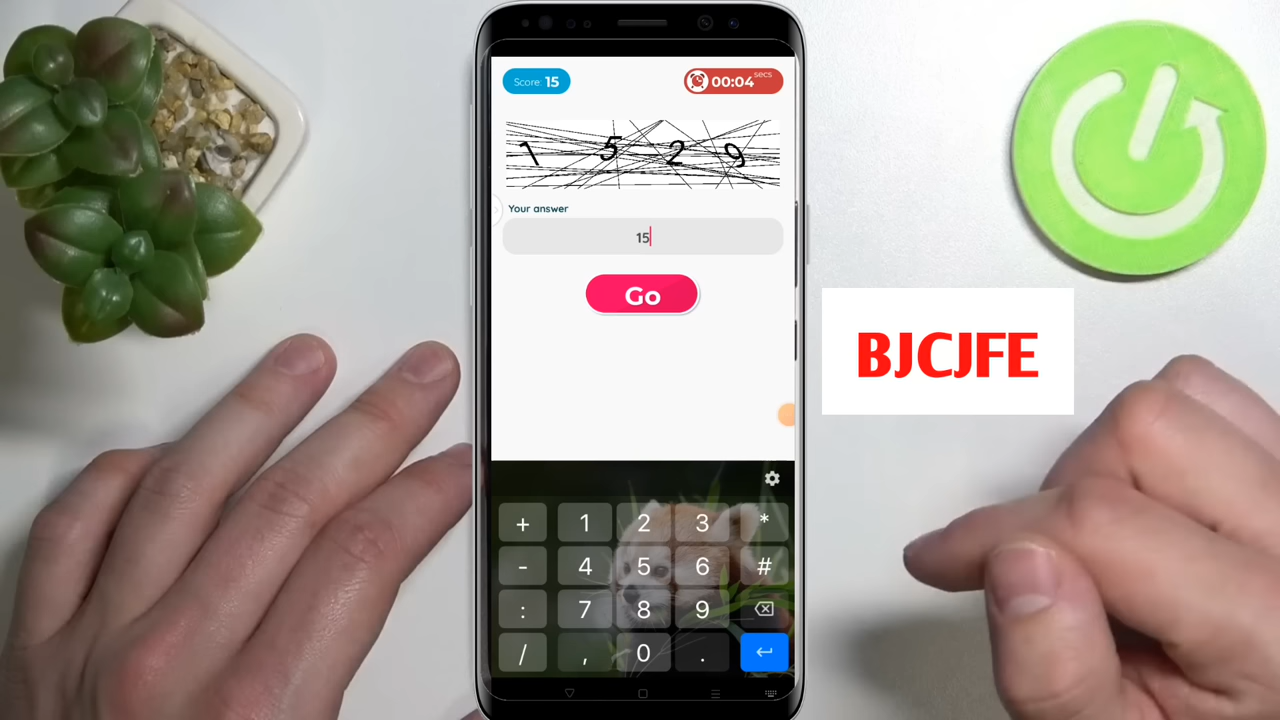 Score: 15
00:04 secs
1 5 2 9
Your answer
15
Go
BJCJFE
+ 1 2 3 *
- 4 5 6 #
: 7 8 9
/ , 0 .